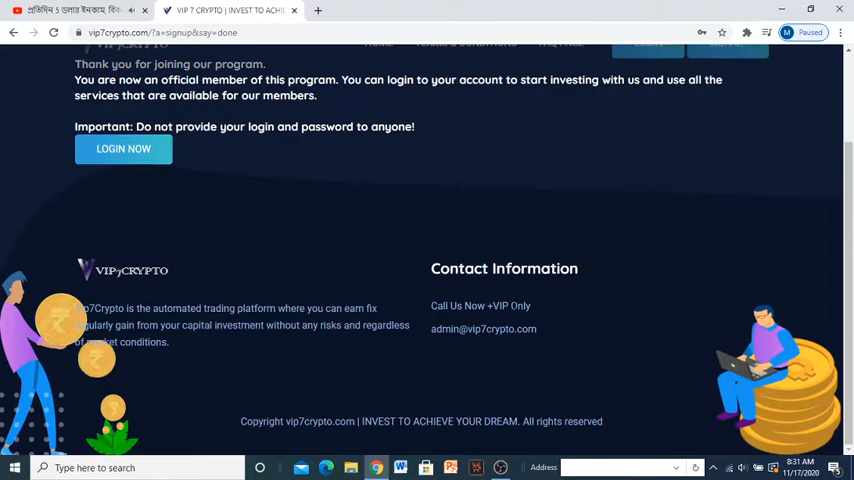 প্রতিদিন 5 ডলার ইনকাম, বিক
VIP 7 CRYPTO | INVEST TO ACHIE
vip7crypto.com/?a=signup&say=done
Paused
Thank you for joining our program.
You are now an official member of this program. You can login to your account to start investing with us and use all the
services that are available for our members.
Important: Do not provide your login and password to anyone!
LOGIN NOW
VIP7CRYPTO
Contact Information
Vip7Crypto is the automated trading platform where you can earn fix
regularly gain from your capital investment without any risks and regardless
of market conditions.
Call Us Now +VIP Only
admin@vip7crypto.com
Copyright vip7crypto.com | INVEST TO ACHIEVE YOUR DREAM. All rights reserved
Type here to search
Address
8:31 AM
11/17/2020